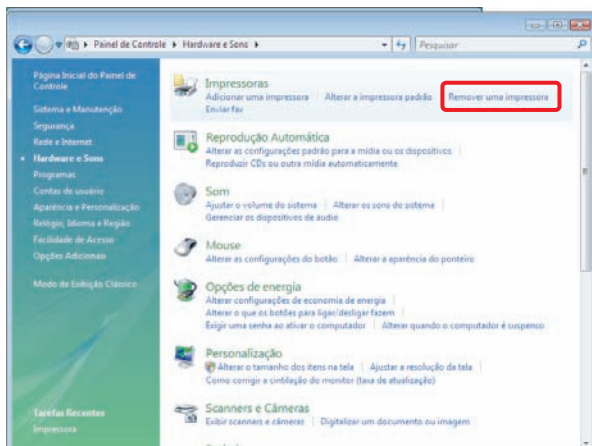 Painel de Controle ▸ Hardware e Sons ▸
Pesquisar
Página Inicial do Painel de
Controle
Sistema e Manutenção
Segurança
Rede e Internet
Hardware e Sons
Programas
Contas de usuário
Aparência e Personalização
Relógio, Idioma e Região
Facilidade de Acesso
Opções Adicionais
Modo de Exibição Clássico
Tarefas Recentes
Impressora
Impressoras
Adicionar uma impressora
Alterar a impressora padrão
Remover uma impressora
Enviar fax
Reprodução Automática
Alterar as configurações padrão para a mídia ou os dispositivos
Reproduzir CDs ou outra mídia automaticamente
Som
Ajustar o volume do sistema
Alterar os sons do sistema
Gerenciar os dispositivos de áudio
Mouse
Alterar as configurações do botão
Alterar a aparência do ponteiro
Opções de energia
Alterar configurações de economia de energia
Alterar o que os botões para ligar/desligar fazem
Exigir uma senha ao ativar o computador
Alterar quando o computador é suspenso
Personalização
Alterar o tamanho dos itens na tela
Ajustar a resolução da tela
Como corrigir a cintilação do monitor (taxa de atualização)
Scanners e Câmeras
Exibir scanners e câmeras
Digitalizar um documento ou imagem